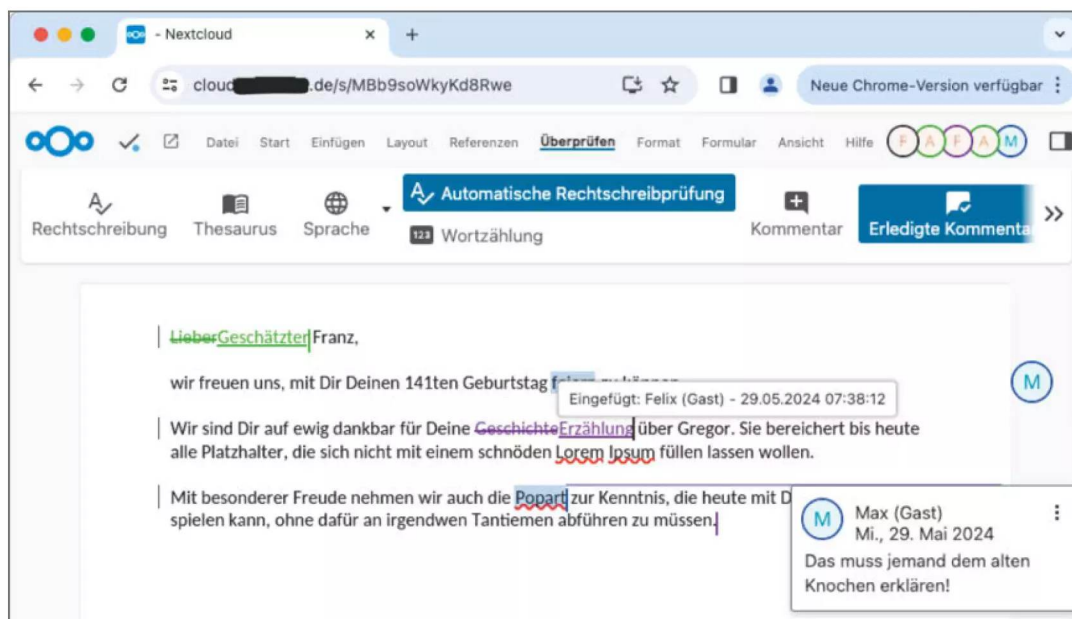 - Nextcloud
cloud .de/s/MBb9soWkyKd8Rwe
Neue Chrome-Version verfügbar
Datei Start Einfügen Layout Referenzen Überprüfen Format Formular Ansicht Hilfe F A F A M
Automatische Rechtschreibprüfung
Rechtschreibung Thesaurus Sprache
123 Wortzählung
Kommentar Erledigte Kommenta
LieberGeschätzter Franz,
wir freuen uns, mit Dir Deinen 141ten Geburtstag
M
Eingefügt: Felix (Gast) - 29.05.2024 07:38:12
Wir sind Dir auf ewig dankbar für Deine GeschichteErzählung über Gregor. Sie bereichert bis heute
alle Platzhalter, die sich nicht mit einem schnöden Lorem Ipsum füllen lassen wollen.
Mit besonderer Freude nehmen wir auch die Popart zur Kenntnis, die heute mit D
spielen kann, ohne dafür an irgendwen Tantiemen abführen zu müssen.
M Max (Gast)
Mi., 29. Mai 2024
Das muss jemand dem alten
Knochen erklären!